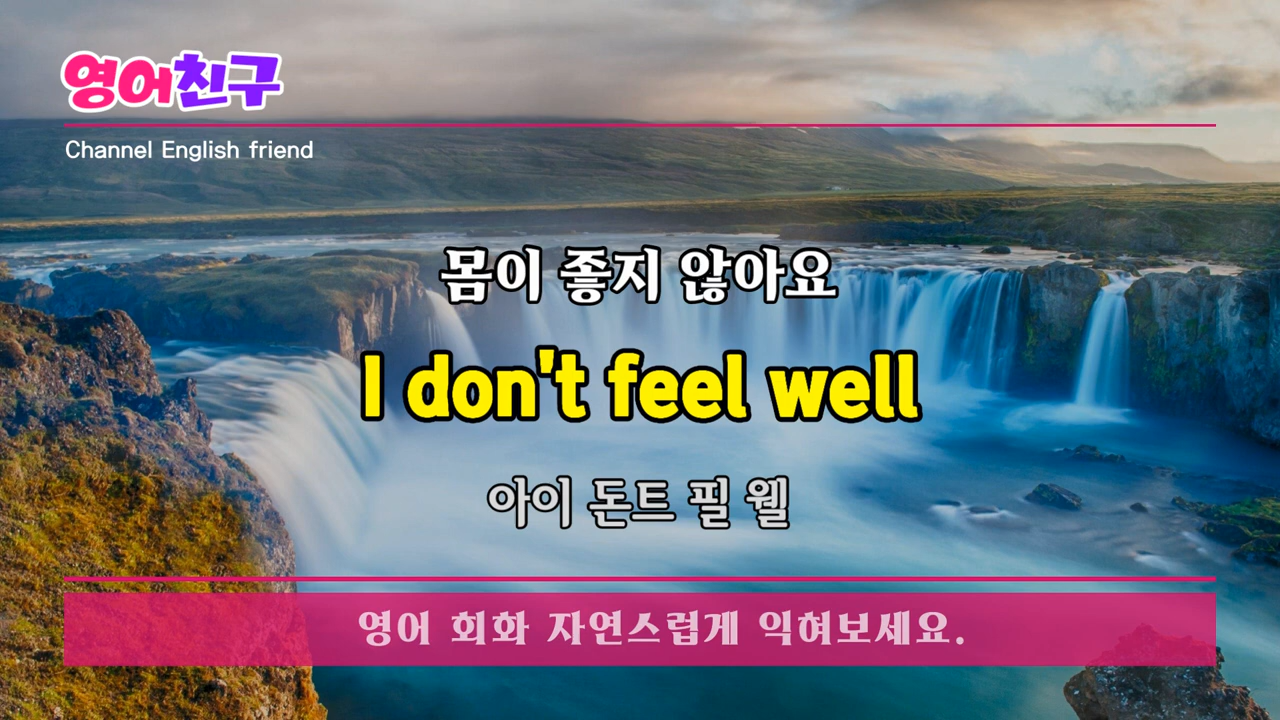 영어친구
Channel English friend
몸이 좋지 않아요
I don't feel well
아이 돈트 필 웰
영어 회화 자연스럽게 익혀보세요.